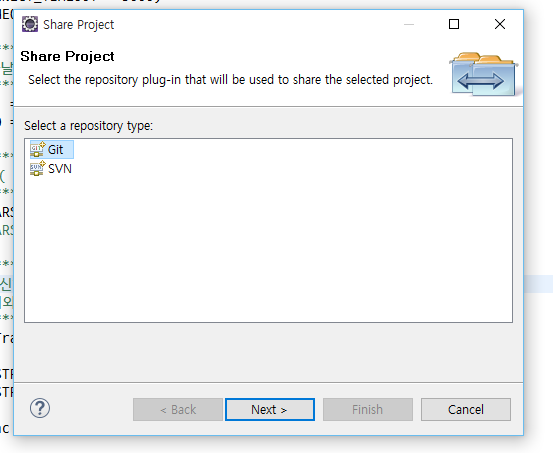 Share Project
Share Project
Select the repository plug-in that will be used to share the selected project.
Select a repository type:
Git
SVN
?
< Back
Next >
Finish
Cancel